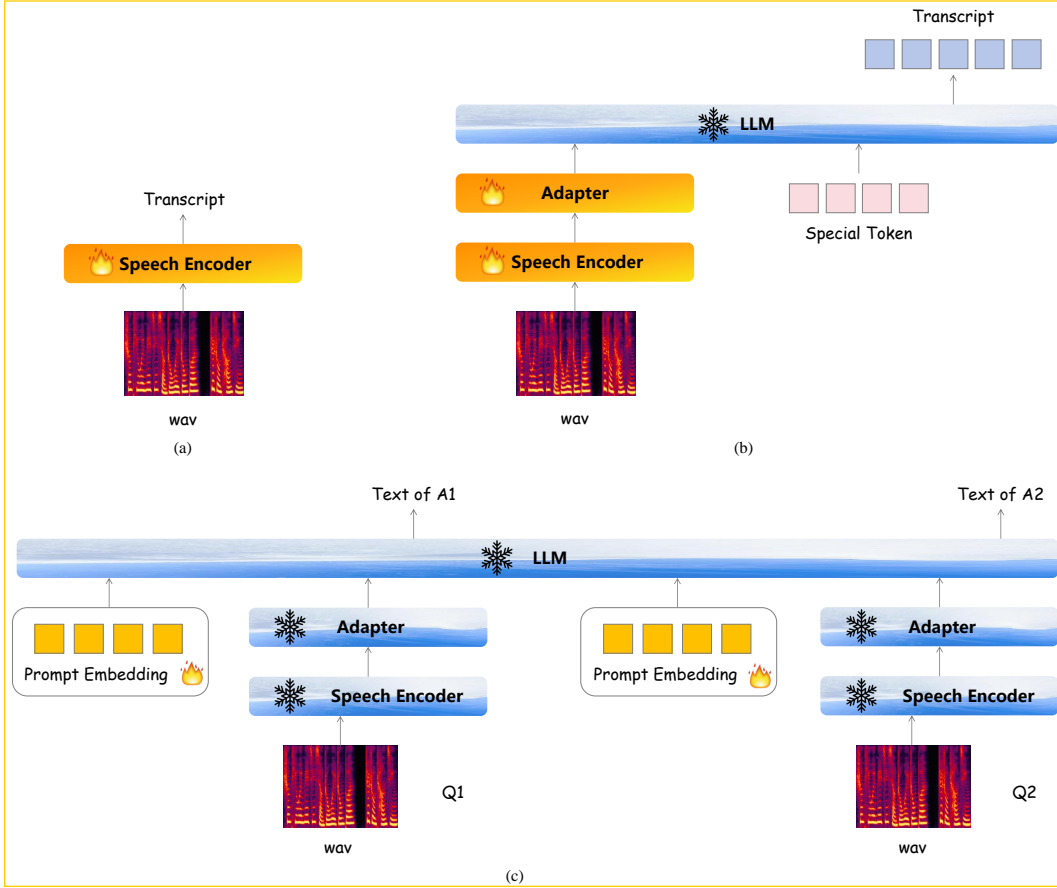 Transcript
LLM
Adapter
Transcript
Special Token
Speech Encoder
Speech Encoder
wav
wav
(a)
(b)
Text of A1
Text of A2
LLM
Adapter
Adapter
Prompt Embedding
Prompt Embedding
Speech Encoder
Speech Encoder
Q1
Q2
wav
wav
(c)